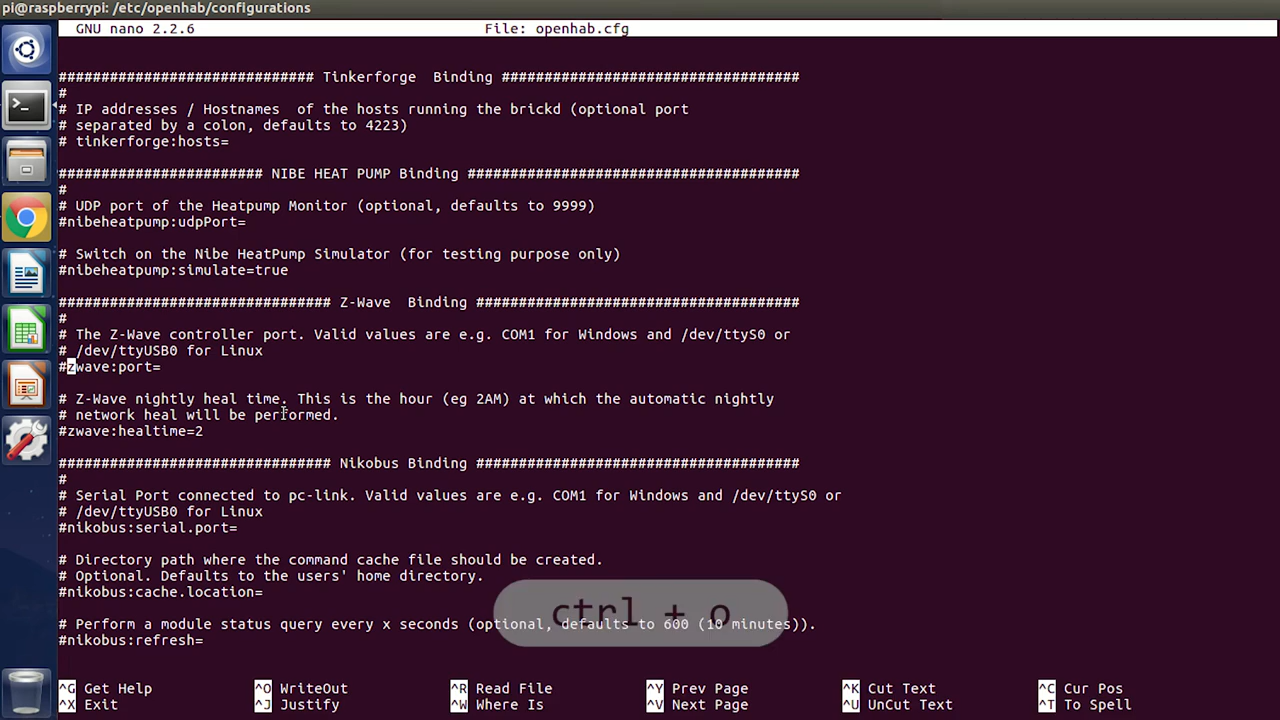 pi@raspberrypi: /etc/openhab/configurations
GNU nano 2.2.6 File: openhab.cfg
############################## Tinkerforge  Binding ###################################
#
# IP addresses / Hostnames  of the hosts running the brickd (optional port
# separated by a colon, defaults to 4223)
# tinkerforge:hosts=
######################## NIBE HEAT PUMP Binding #######################################
#
# UDP port of the Heatpump Monitor (optional, defaults to 9999)
#nibeheatpump:udpPort=
# Switch on the Nibe HeatPump Simulator (for testing purpose only)
#nibeheatpump:simulate=true
################################ Z-Wave  Binding ######################################
#
# The Z-Wave controller port. Valid values are e.g. COM1 for Windows and /dev/ttyS0 or
# /dev/ttyUSB0 for Linux
#zwave:port=
# Z-Wave nightly heal time. This is the hour (eg 2AM) at which the automatic nightly
# network heal will be performed.
#zwave:healtime=2
################################ Nikobus Binding ######################################
#
# Serial Port connected to pc-link. Valid values are e.g. COM1 for Windows and /dev/ttyS0 or
# /dev/ttyUSB0 for Linux
#nikobus:serial.port=
# Directory path where the command cache file should be created.
# Optional. Defaults to the users' home directory.
#nikobus:cache.location=
ctrl + o
# Perform a module status query every x seconds (optional, defaults to 600 (10 minutes)).
#nikobus:refresh=
^G Get Help ^O WriteOut ^R Read File ^Y Prev Page ^K Cut Text ^C Cur Pos
^X Exit ^J Justify ^W Where Is ^V Next Page ^U UnCut Text ^T To Spell